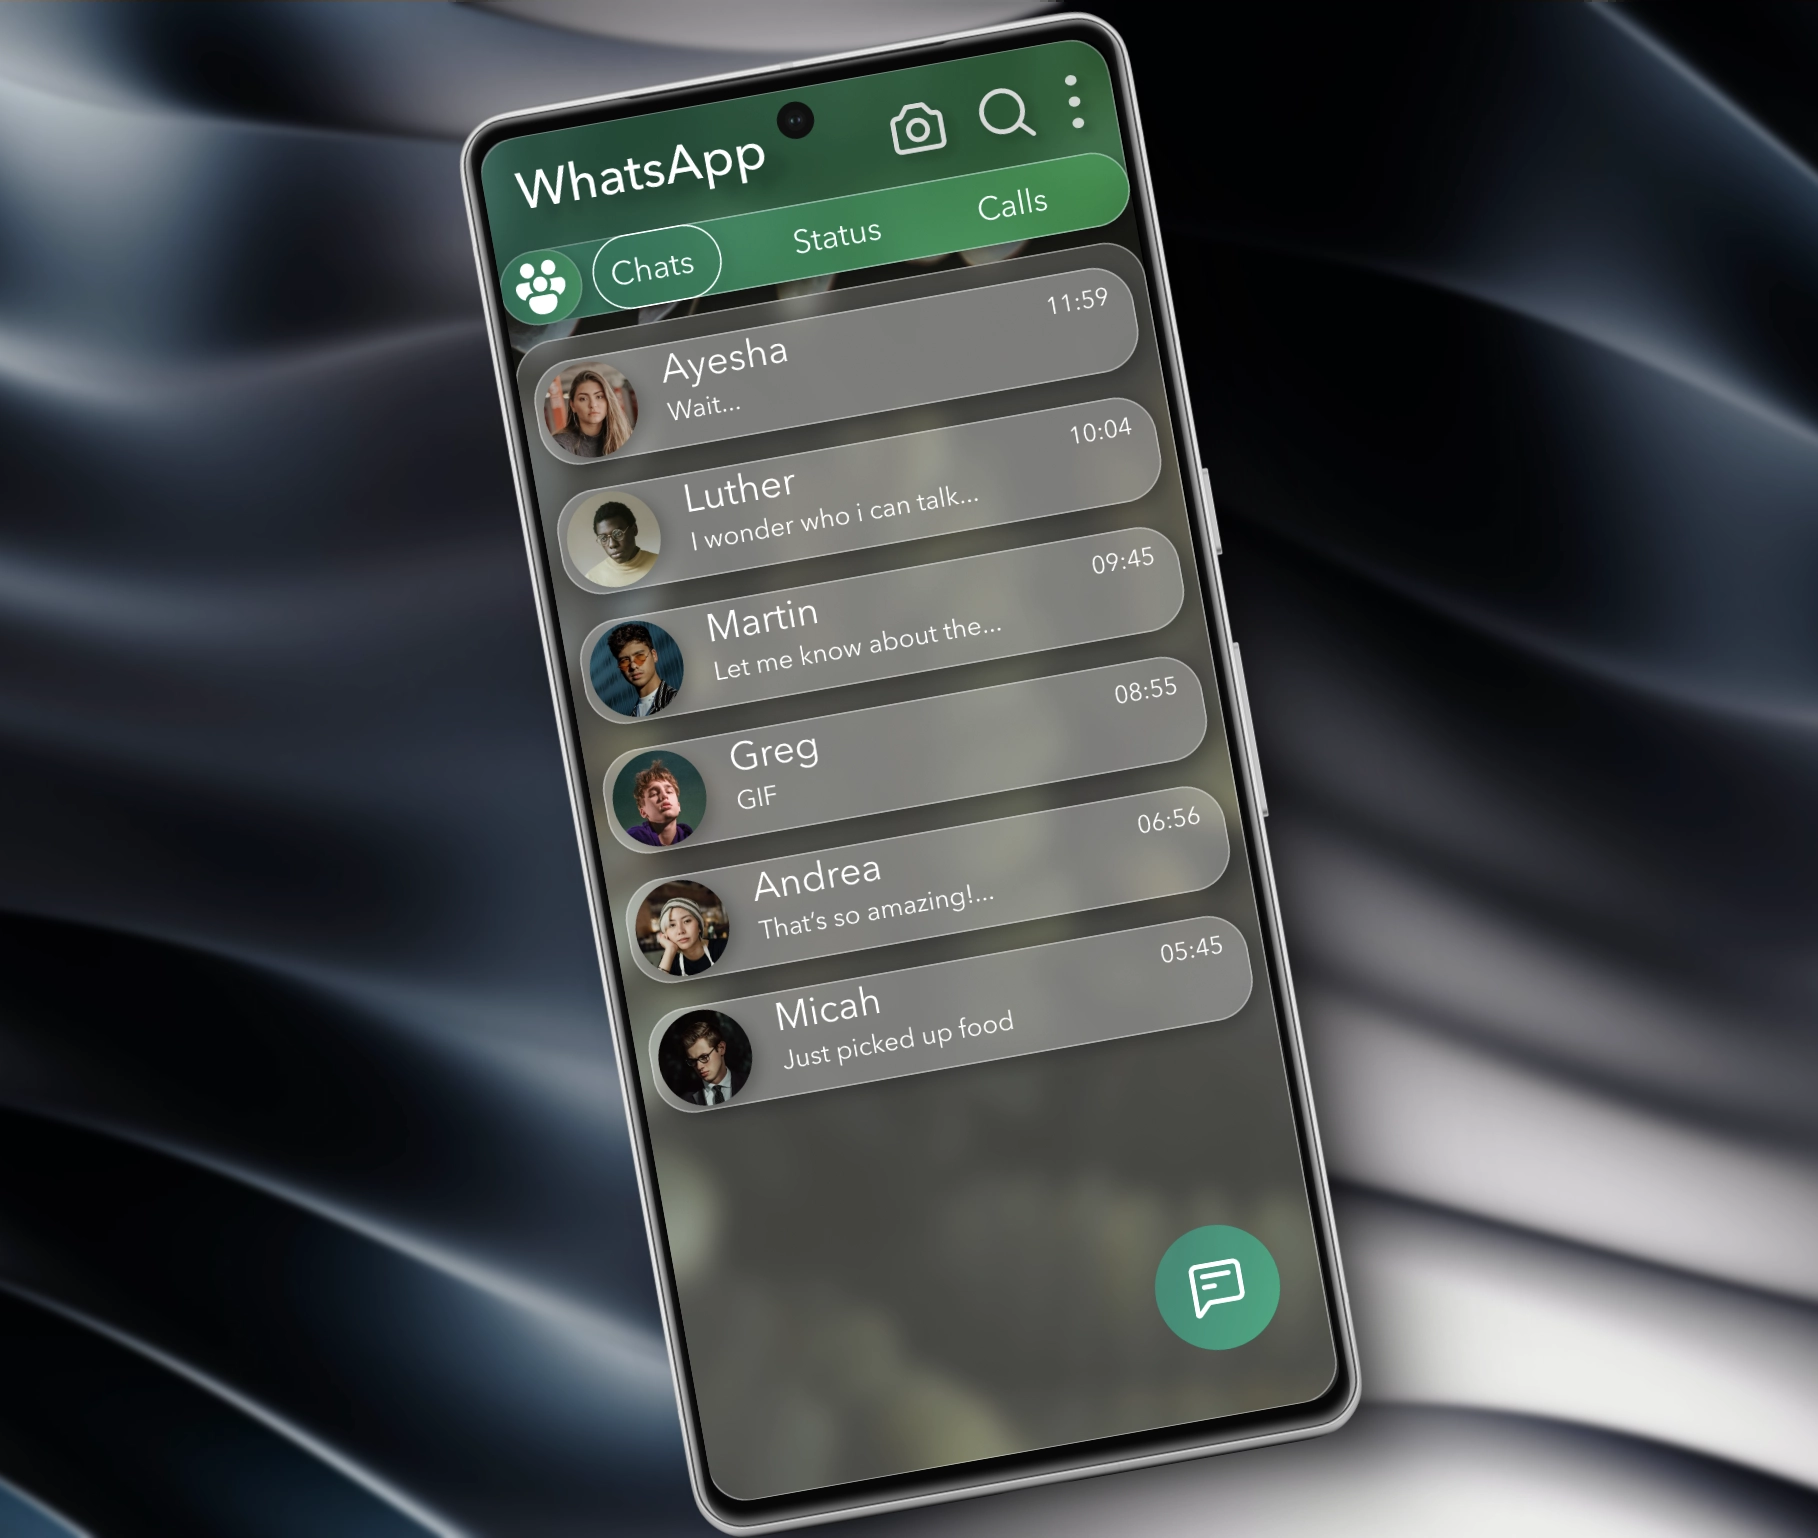 WhatsApp
Chats
Status
Calls
Ayesha
11:59
Wait...
Luther
10:04
I wonder who i can talk...
Martin
09:45
Let me know about the...
Greg
08:55
GIF
Andrea
06:56
That's so amazing!...
Micah
05:45
Just picked up food